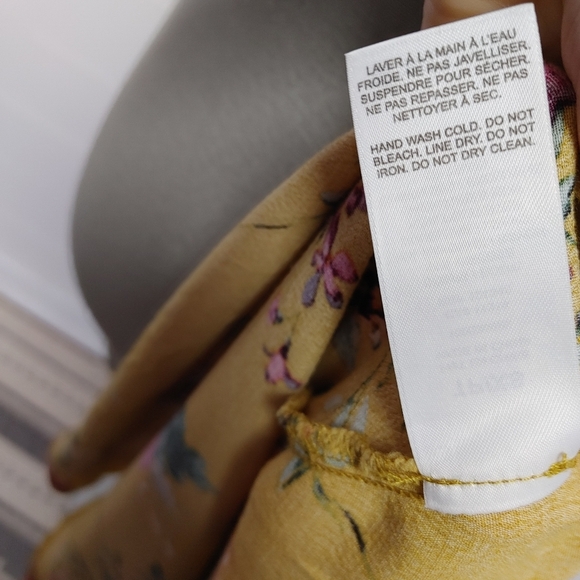 LAVER À LA MAIN À L'EAU
FROIDE. NE PAS JAVELLISER.
SUSPENDRE POUR SÉCHER.
NE PAS REPASSER. NE PAS
NETTOYER À SEC.
HAND WASH COLD. DO NOT
BLEACH. LINE DRY. DO NOT
IRON. DO NOT DRY CLEAN.